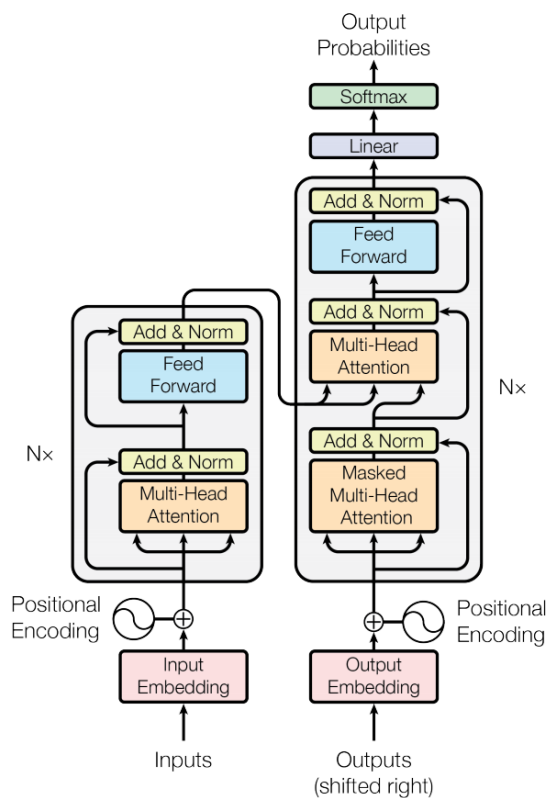 Output
Probabilities
Softmax
Linear
Add & Norm
Feed
Forward
Add & Norm
Multi-Head
Attention
Add & Norm
Masked
Multi-Head
Attention
N×
Add & Norm
Feed
Forward
Add & Norm
Multi-Head
Attention
N×
Positional
Encoding
Positional
Encoding
Input
Embedding
Output
Embedding
Inputs
Outputs
(shifted right)